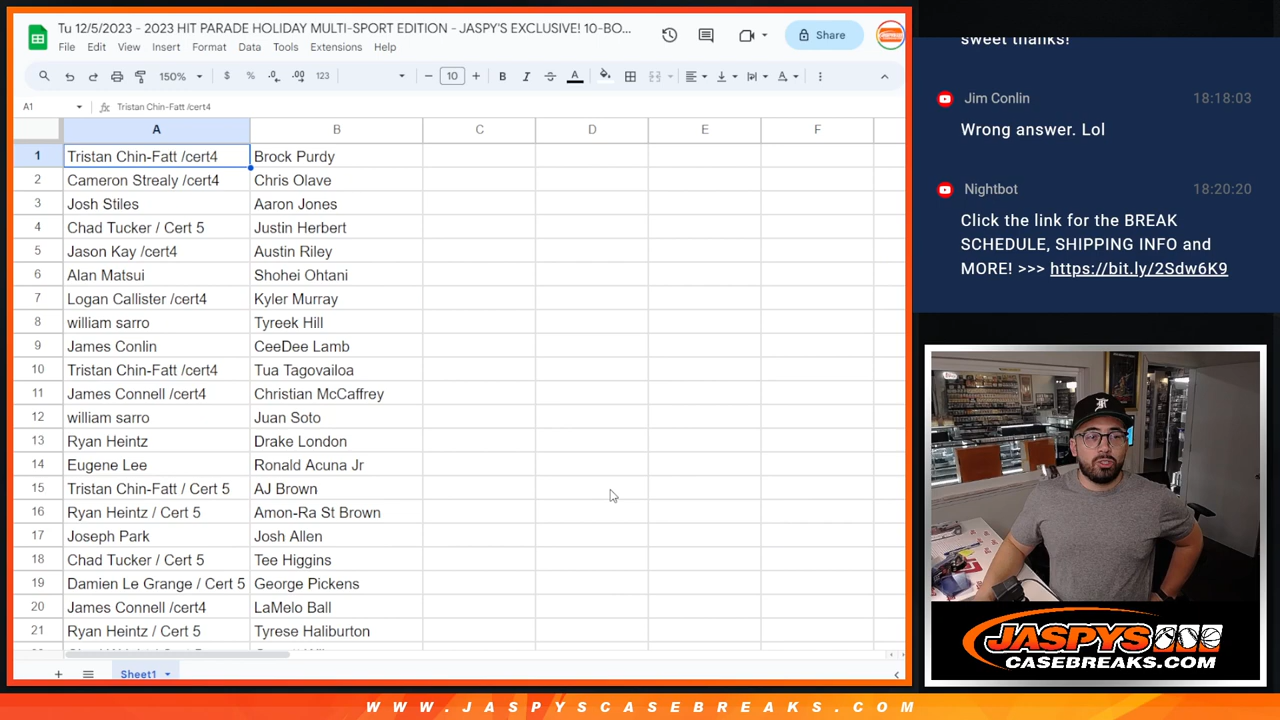 Tu 12/5/2023 - 2023 HIT PARADE HOLIDAY MULTI-SPORT EDITION - JASPY'S EXCLUSIVE! 10-BO...
File Edit View Insert Format Data Tools Extensions Help
Share
150% $ % .0 .00 123 10 B I A
A1 Tristan Chin-Fatt /cert4
A B C D E F
1 Tristan Chin-Fatt /cert4 Brock Purdy
2 Cameron Strealy /cert4 Chris Olave
3 Josh Stiles Aaron Jones
4 Chad Tucker / Cert 5 Justin Herbert
5 Jason Kay /cert4 Austin Riley
6 Alan Matsui Shohei Ohtani
7 Logan Callister /cert4 Kyler Murray
8 william sarro Tyreek Hill
9 James Conlin CeeDee Lamb
10 Tristan Chin-Fatt /cert4 Tua Tagovailoa
11 James Connell /cert4 Christian McCaffrey
12 william sarro Juan Soto
13 Ryan Heintz Drake London
14 Eugene Lee Ronald Acuna Jr
15 Tristan Chin-Fatt / Cert 5 AJ Brown
16 Ryan Heintz / Cert 5 Amon-Ra St Brown
17 Joseph Park Josh Allen
18 Chad Tucker / Cert 5 Tee Higgins
19 Damien Le Grange / Cert 5 George Pickens
20 James Connell /cert4 LaMelo Ball
21 Ryan Heintz / Cert 5 Tyrese Haliburton
Sheet1
sweet thanks!
Jim Conlin 18:18:03
Wrong answer. Lol
Nightbot 18:20:20
Click the link for the BREAK
SCHEDULE, SHIPPING INFO and
MORE! >>> https://bit.ly/2Sdw6K9
JASPYS
CASEBREAKS.COM
WWW.JASPYSCASEBREAKS.COM